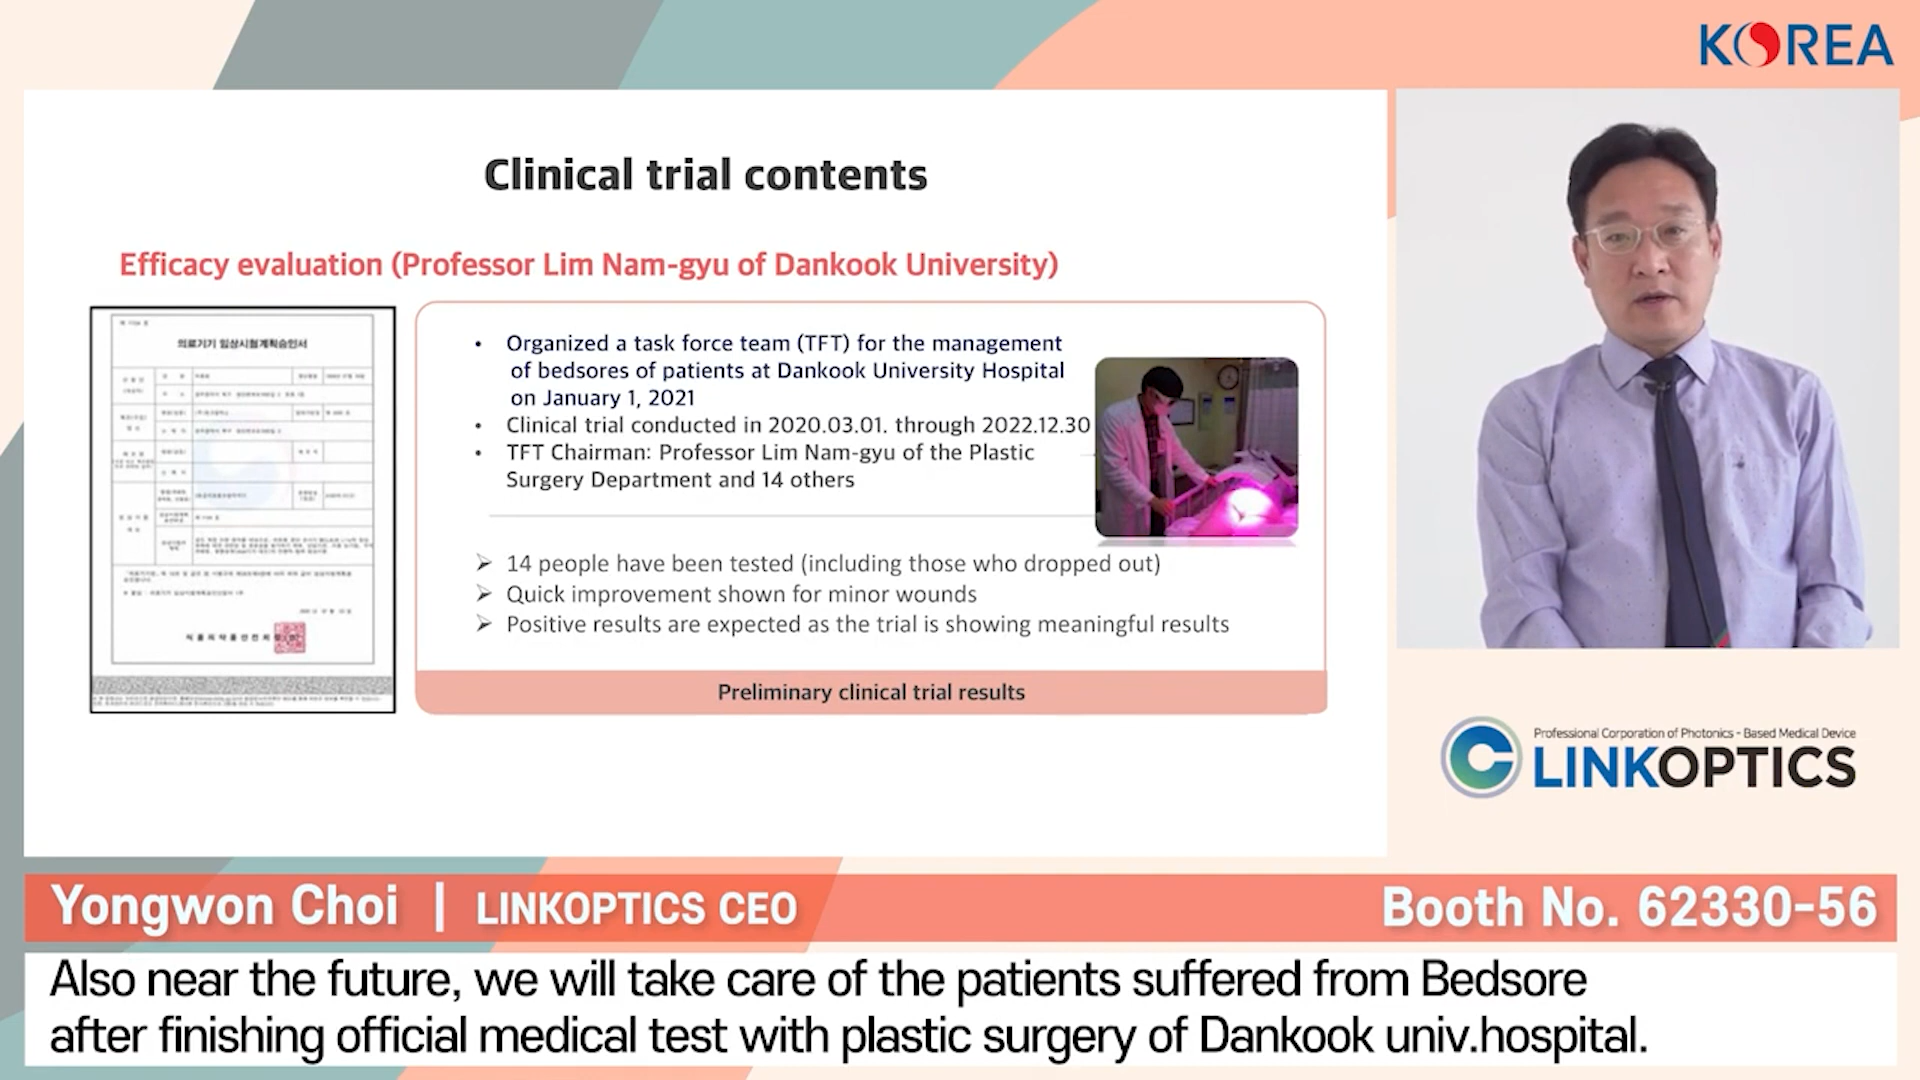 KOREA
Clinical trial contents
Efficacy evaluation (Professor Lim Nam-gyu of Dankook University)
의료기기 임상시험계획승인서
• Organized a task force team (TFT) for the management
of bedsores of patients at Dankook University Hospital
on January 1, 2021
• Clinical trial conducted in 2020.03.01. through 2022.12.30
• TFT Chairman: Professor Lim Nam-gyu of the Plastic
Surgery Department and 14 others
➢ 14 people have been tested (including those who dropped out)
➢ Quick improvement shown for minor wounds
➢ Positive results are expected as the trial is showing meaningful results
Preliminary clinical trial results
Professional Corporation of Photonics - Based Medical Device
LINKOPTICS
Yongwon Choi | LINKOPTICS CEO
Booth No. 62330-56
Also near the future, we will take care of the patients suffered from Bedsore
after finishing official medical test with plastic surgery of Dankook univ.hospital.